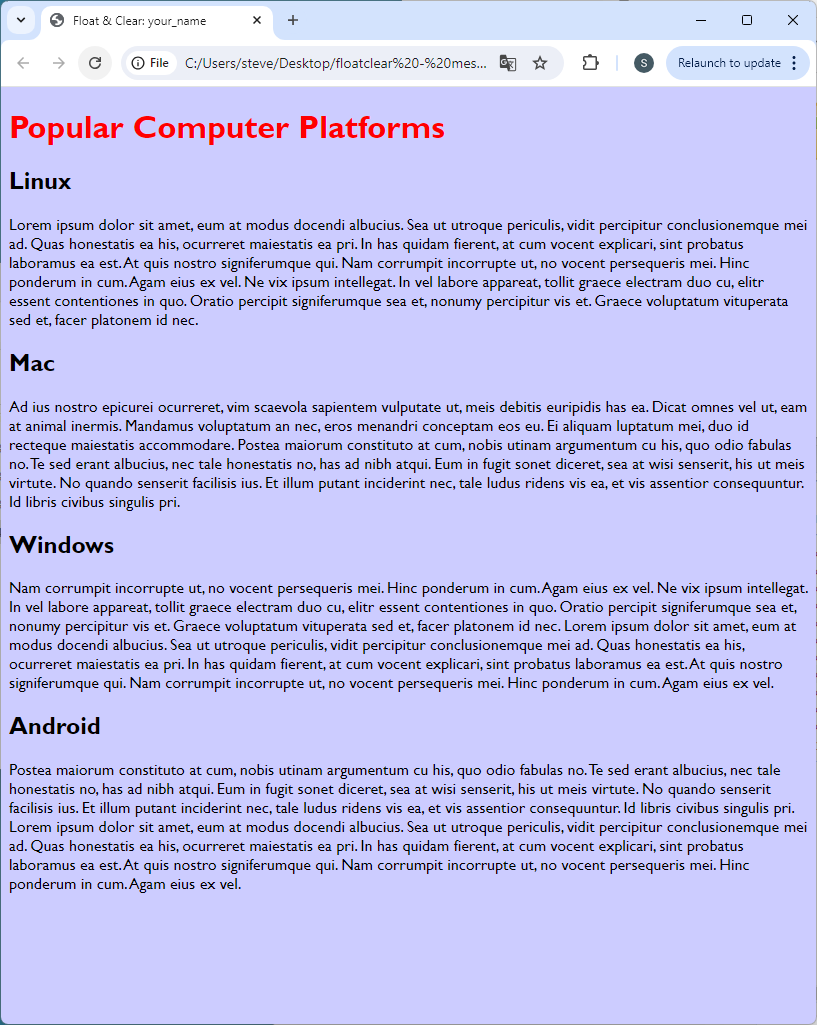 Float & Clear: your_name
File
C:/Users/steve/Desktop/floatclear%20-%20mes...
S
Relaunch to update
Popular Computer Platforms
Linux
Lorem ipsum dolor sit amet, eum at modus docendi albucius. Sea ut utroque periculis, vidit percipitur conclusionemque mei
ad. Quas honestatis ea his, ocurreret maiestatis ea pri. In has quidam fierent, at cum vocent explicari, sint probatus
laboramus ea est. At quis nostro signiferumque qui. Nam corrumpit incorrupte ut, no vocent persequeris mei. Hinc
ponderum in cum. Agam eius ex vel. Ne vix ipsum intellegat. In vel labore appareat, tollit graece electram duo cu, elitr
essent contentiones in quo. Oratio percipit signiferumque sea et, nonumy percipitur vis et. Graece voluptatum vituperata
sed et, facer platonem id nec.
Mac
Ad ius nostro epicurei ocurreret, vim scaevola sapientem vulputate ut, meis debitis euripidis has ea. Dicat omnes vel ut, eam
at animal inermis. Mandamus voluptatum an nec, eros menandri conceptam eos eu. Ei aliquam luptatum mei, duo id
recteque maiestatis accommodare. Postea maiorum constituto at cum, nobis utinam argumentum cu his, quo odio fabulas
no. Te sed erant albucius, nec tale honestatis no, has ad nibh atqui. Eum in fugit sonet diceret, sea at wisi senserit, his ut meis
virtute. No quando senserit facilisis ius. Et illum putant inciderint nec, tale ludus ridens vis ea, et vis assentior consequuntur.
Id libris civibus singulis pri.
Windows
Nam corrumpit incorrupte ut, no vocent persequeris mei. Hinc ponderum in cum. Agam eius ex vel. Ne vix ipsum intellegat.
In vel labore appareat, tollit graece electram duo cu, elitr essent contentiones in quo. Oratio percipit signiferumque sea et,
nonumy percipitur vis et. Graece voluptatum vituperata sed et, facer platonem id nec. Lorem ipsum dolor sit amet, eum at
modus docendi albucius. Sea ut utroque periculis, vidit percipitur conclusionemque mei ad. Quas honestatis ea his,
ocurreret maiestatis ea pri. In has quidam fierent, at cum vocent explicari, sint probatus laboramus ea est. At quis nostro
signiferumque qui. Nam corrumpit incorrupte ut, no vocent persequeris mei. Hinc ponderum in cum. Agam eius ex vel.
Android
Postea maiorum constituto at cum, nobis utinam argumentum cu his, quo odio fabulas no. Te sed erant albucius, nec tale
honestatis no, has ad nibh atqui. Eum in fugit sonet diceret, sea at wisi senserit, his ut meis virtute. No quando senserit
facilisis ius. Et illum putant inciderint nec, tale ludus ridens vis ea, et vis assentior consequuntur. Id libris civibus singulis pri.
Lorem ipsum dolor sit amet, eum at modus docendi albucius. Sea ut utroque periculis, vidit percipitur conclusionemque mei
ad. Quas honestatis ea his, ocurreret maiestatis ea pri. In has quidam fierent, at cum vocent explicari, sint probatus
laboramus ea est. At quis nostro signiferumque qui. Nam corrumpit incorrupte ut, no vocent persequeris mei. Hinc
ponderum in cum. Agam eius ex vel.